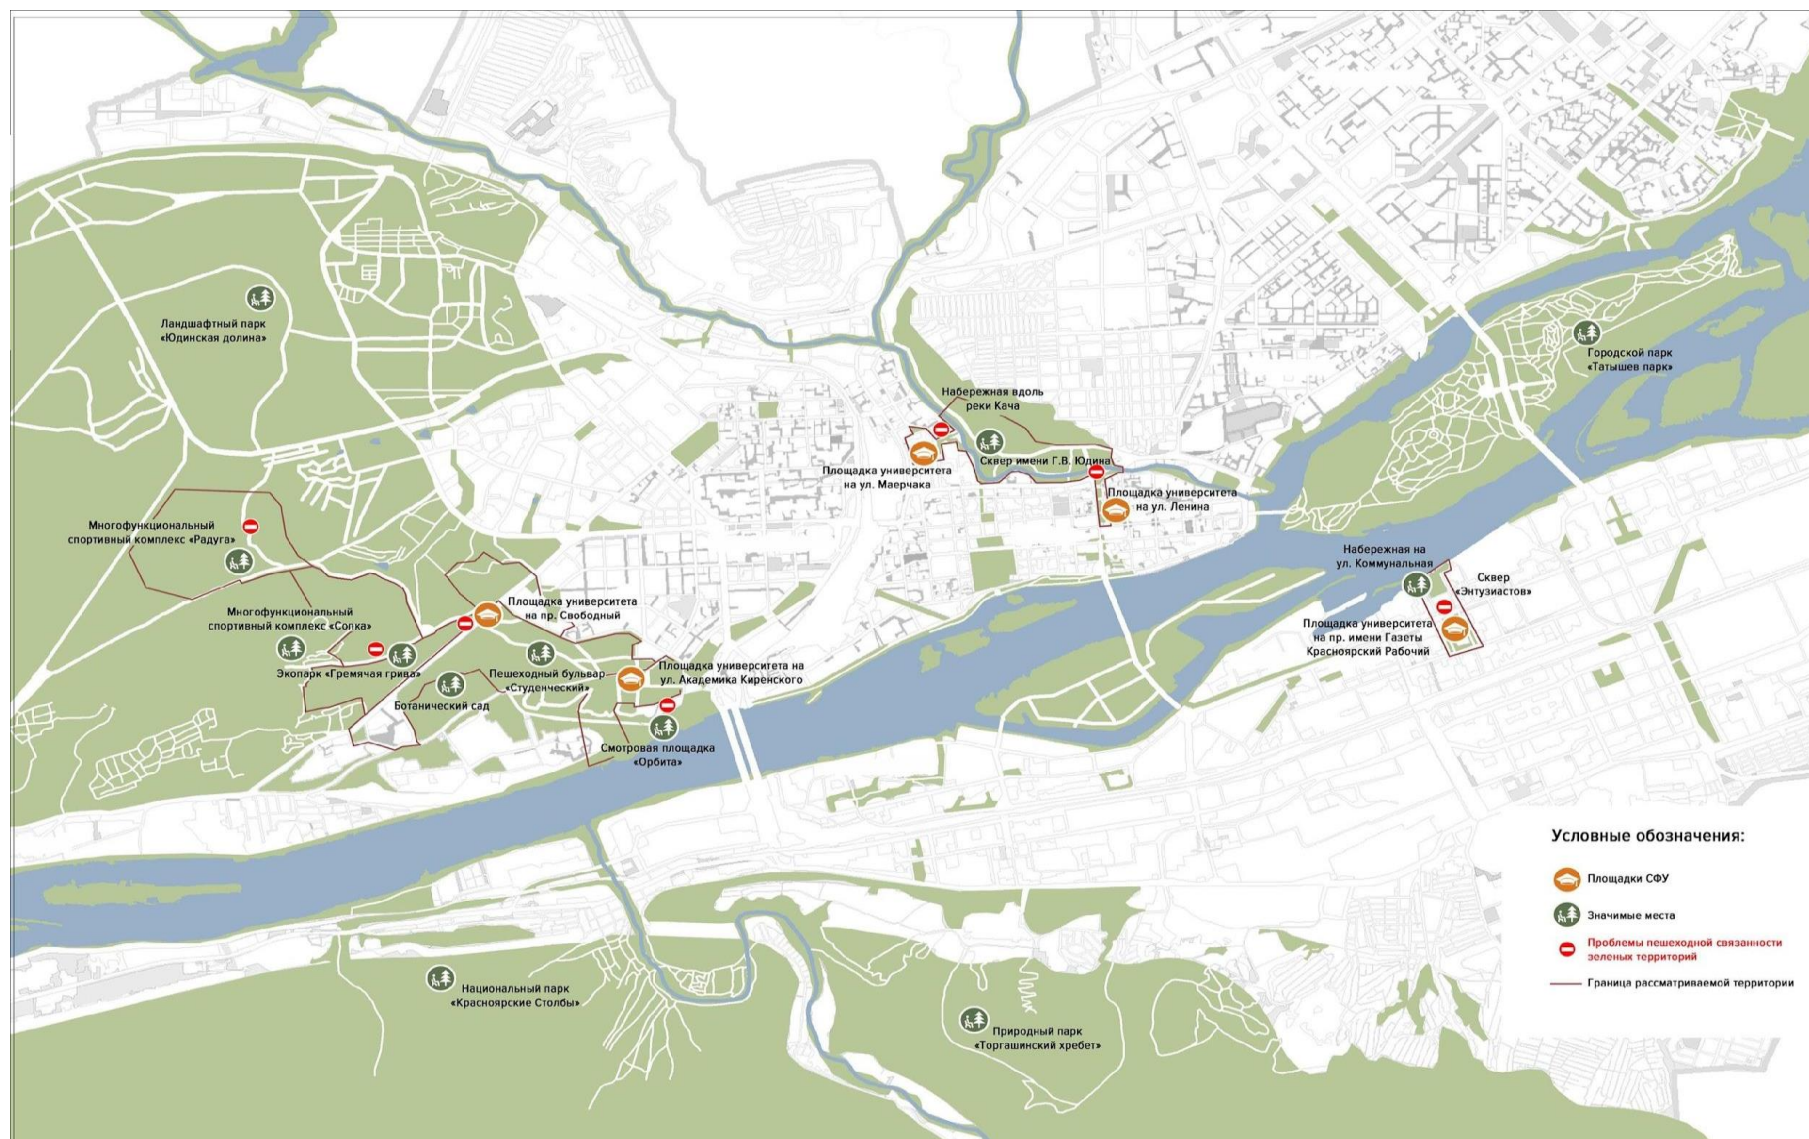 Ландшафтный парк
«Юдинская долина»
Городской парк
«Татышев парк»
Набережная вдоль
реки Кача
Сквер имени Г.В. Юдина
Площадка университета
на ул. Маерчака
Площадка университета
на ул. Ленина
Многофункциональный
спортивный комплекс «Радуга»
Набережная на
ул. Коммунальная
Сквер
«Энтузиастов»
Площадка университета
на пр. Свободный
Многофункциональный
спортивный комплекс «Сопка»
Площадка университета
на пр. имени Газеты
Красноярский Рабочий
Экопарк «Гремячая грива»
Пешеходный бульвар
«Студенческий»
Площадка университета на
ул. Академика Киренского
Ботанический сад
Смотровая площадка
«Орбита»
Национальный парк
«Красноярские Столбы»
Природный парк
«Торгашинский хребет»
Условные обозначения:
Площадки СФУ
Значимые места
Проблемы пешеходной связанности
зеленых территорий
Граница рассматриваемой территории